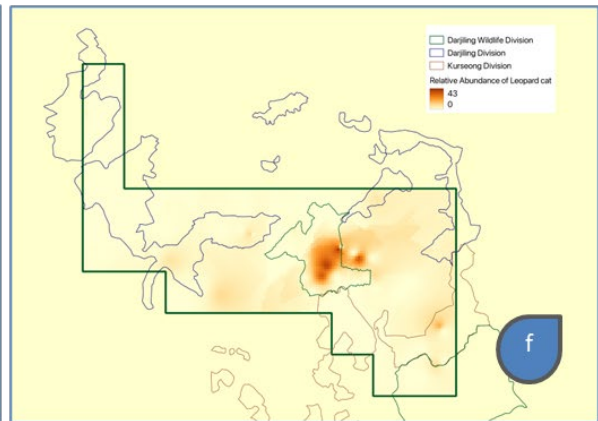 Darjiling Wildlife Division
Darjiling Division
Kurseong Division
Relative Abundance of Leopard cat
43
0
f